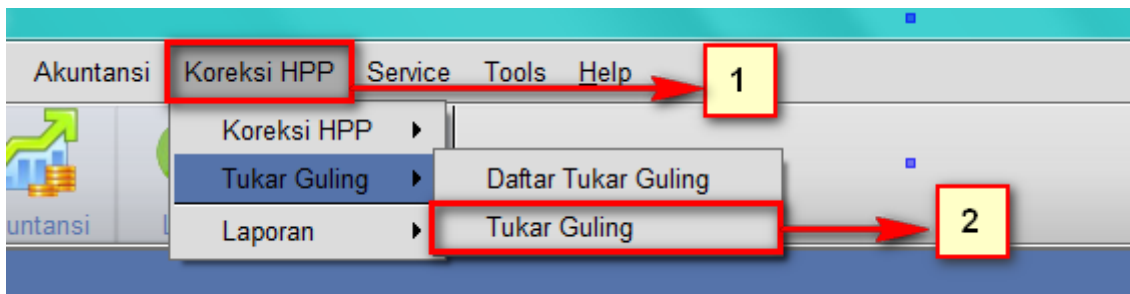 Akuntansi Koreksi HPP Service Tools Help 1
Koreksi HPP
Tukar Guling Daftar Tukar Guling
untansi L Laporan Tukar Guling 2